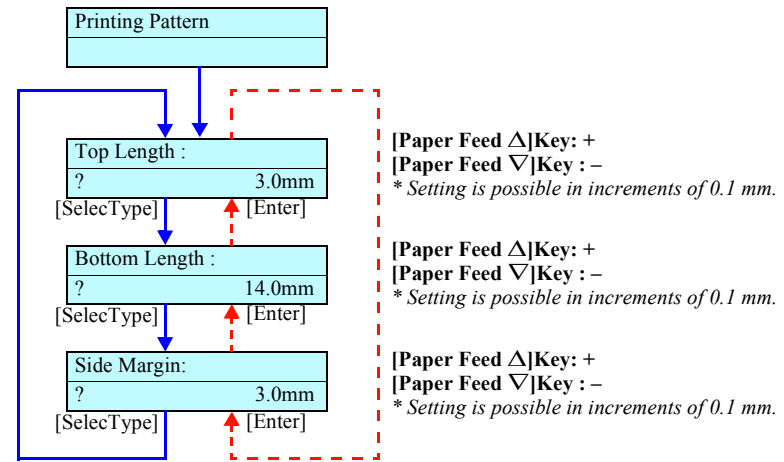 Printing Pattern
Top Length :
? 3.0mm
[SelecType] [Enter]
[Paper Feed △]Key: +
[Paper Feed ▽]Key : –
* Setting is possible in increments of 0.1 mm.
Bottom Length :
? 14.0mm
[SelecType] [Enter]
[Paper Feed △]Key: +
[Paper Feed ▽]Key : –
* Setting is possible in increments of 0.1 mm.
Side Margin:
? 3.0mm
[SelecType] [Enter]
[Paper Feed △]Key: +
[Paper Feed ▽]Key : –
* Setting is possible in increments of 0.1 mm.